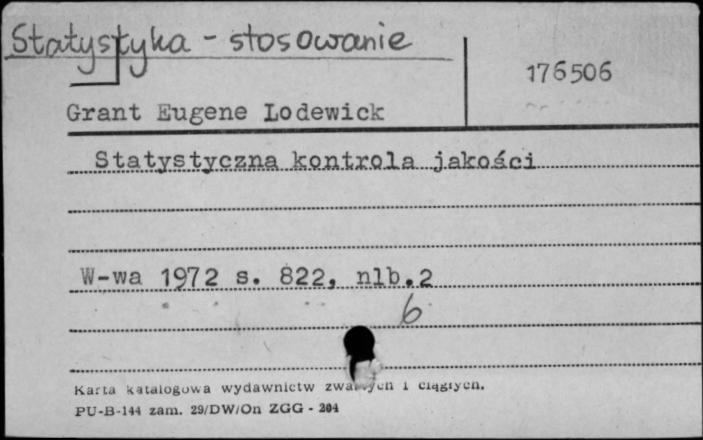 Statystyka - stosowanie
176506
Grant Eugene Lodewick
Statystyczna kontrola jakości
W-wa 1972 s. 822, nlb.2
6
Karta katalogowa wydawnictw zwartych i ciągłych.
PU-B-144 zam. 29/DW/On ZGG - 204